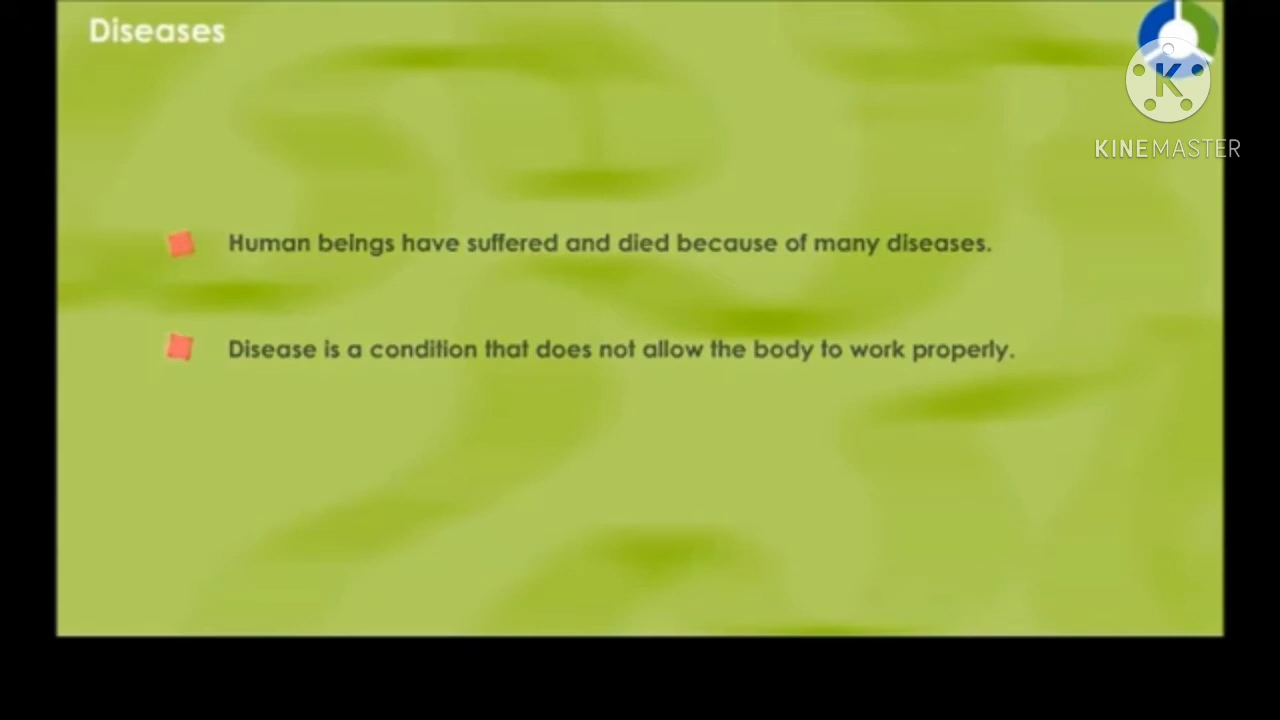 Diseases
K
KINEMASTER
Human beings have suffered and died because of many diseases.
Disease is a condition that does not allow the body to work properly.